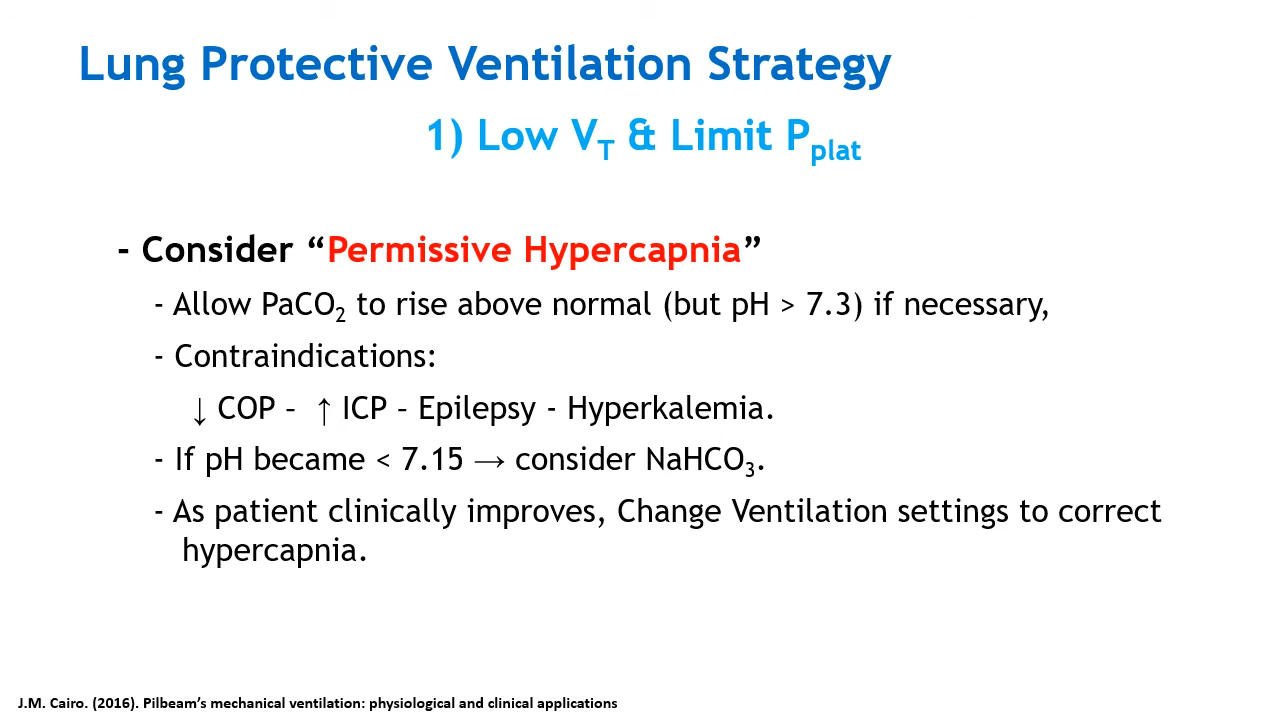 Lung Protective Ventilation Strategy
1) Low V_T & Limit P_plat
- Consider “Permissive Hypercapnia”
- Allow PaCO₂ to rise above normal (but pH > 7.3) if necessary,
- Contraindications:
↓ COP – ↑ ICP – Epilepsy - Hyperkalemia.
- If pH became < 7.15 → consider NaHCO₃.
- As patient clinically improves, Change Ventilation settings to correct
hypercapnia.
J.M. Cairo. (2016). Pilbeam’s mechanical ventilation: physiological and clinical applications